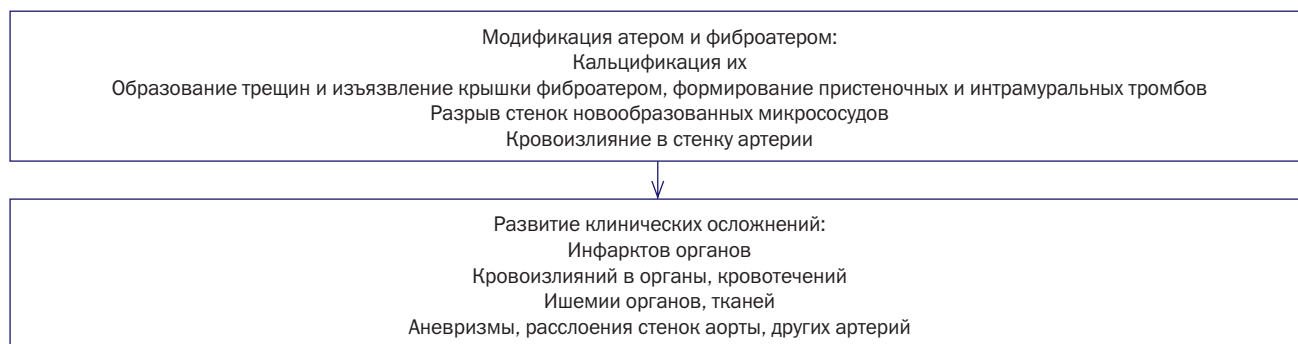 Модификация атером и фиброатером:
Кальцификация их
Образование трещин и изъязвление крышки фиброатером, формирование пристеночных и интрамуральных тромбов
Разрыв стенок новообразованных микрососудов
Кровоизлияние в стенку артерии
Развитие клинических осложнений:
Инфарктов органов
Кровоизлияний в органы, кровотечений
Ишемии органов, тканей
Аневризмы, расслоения стенок аорты, других артерий